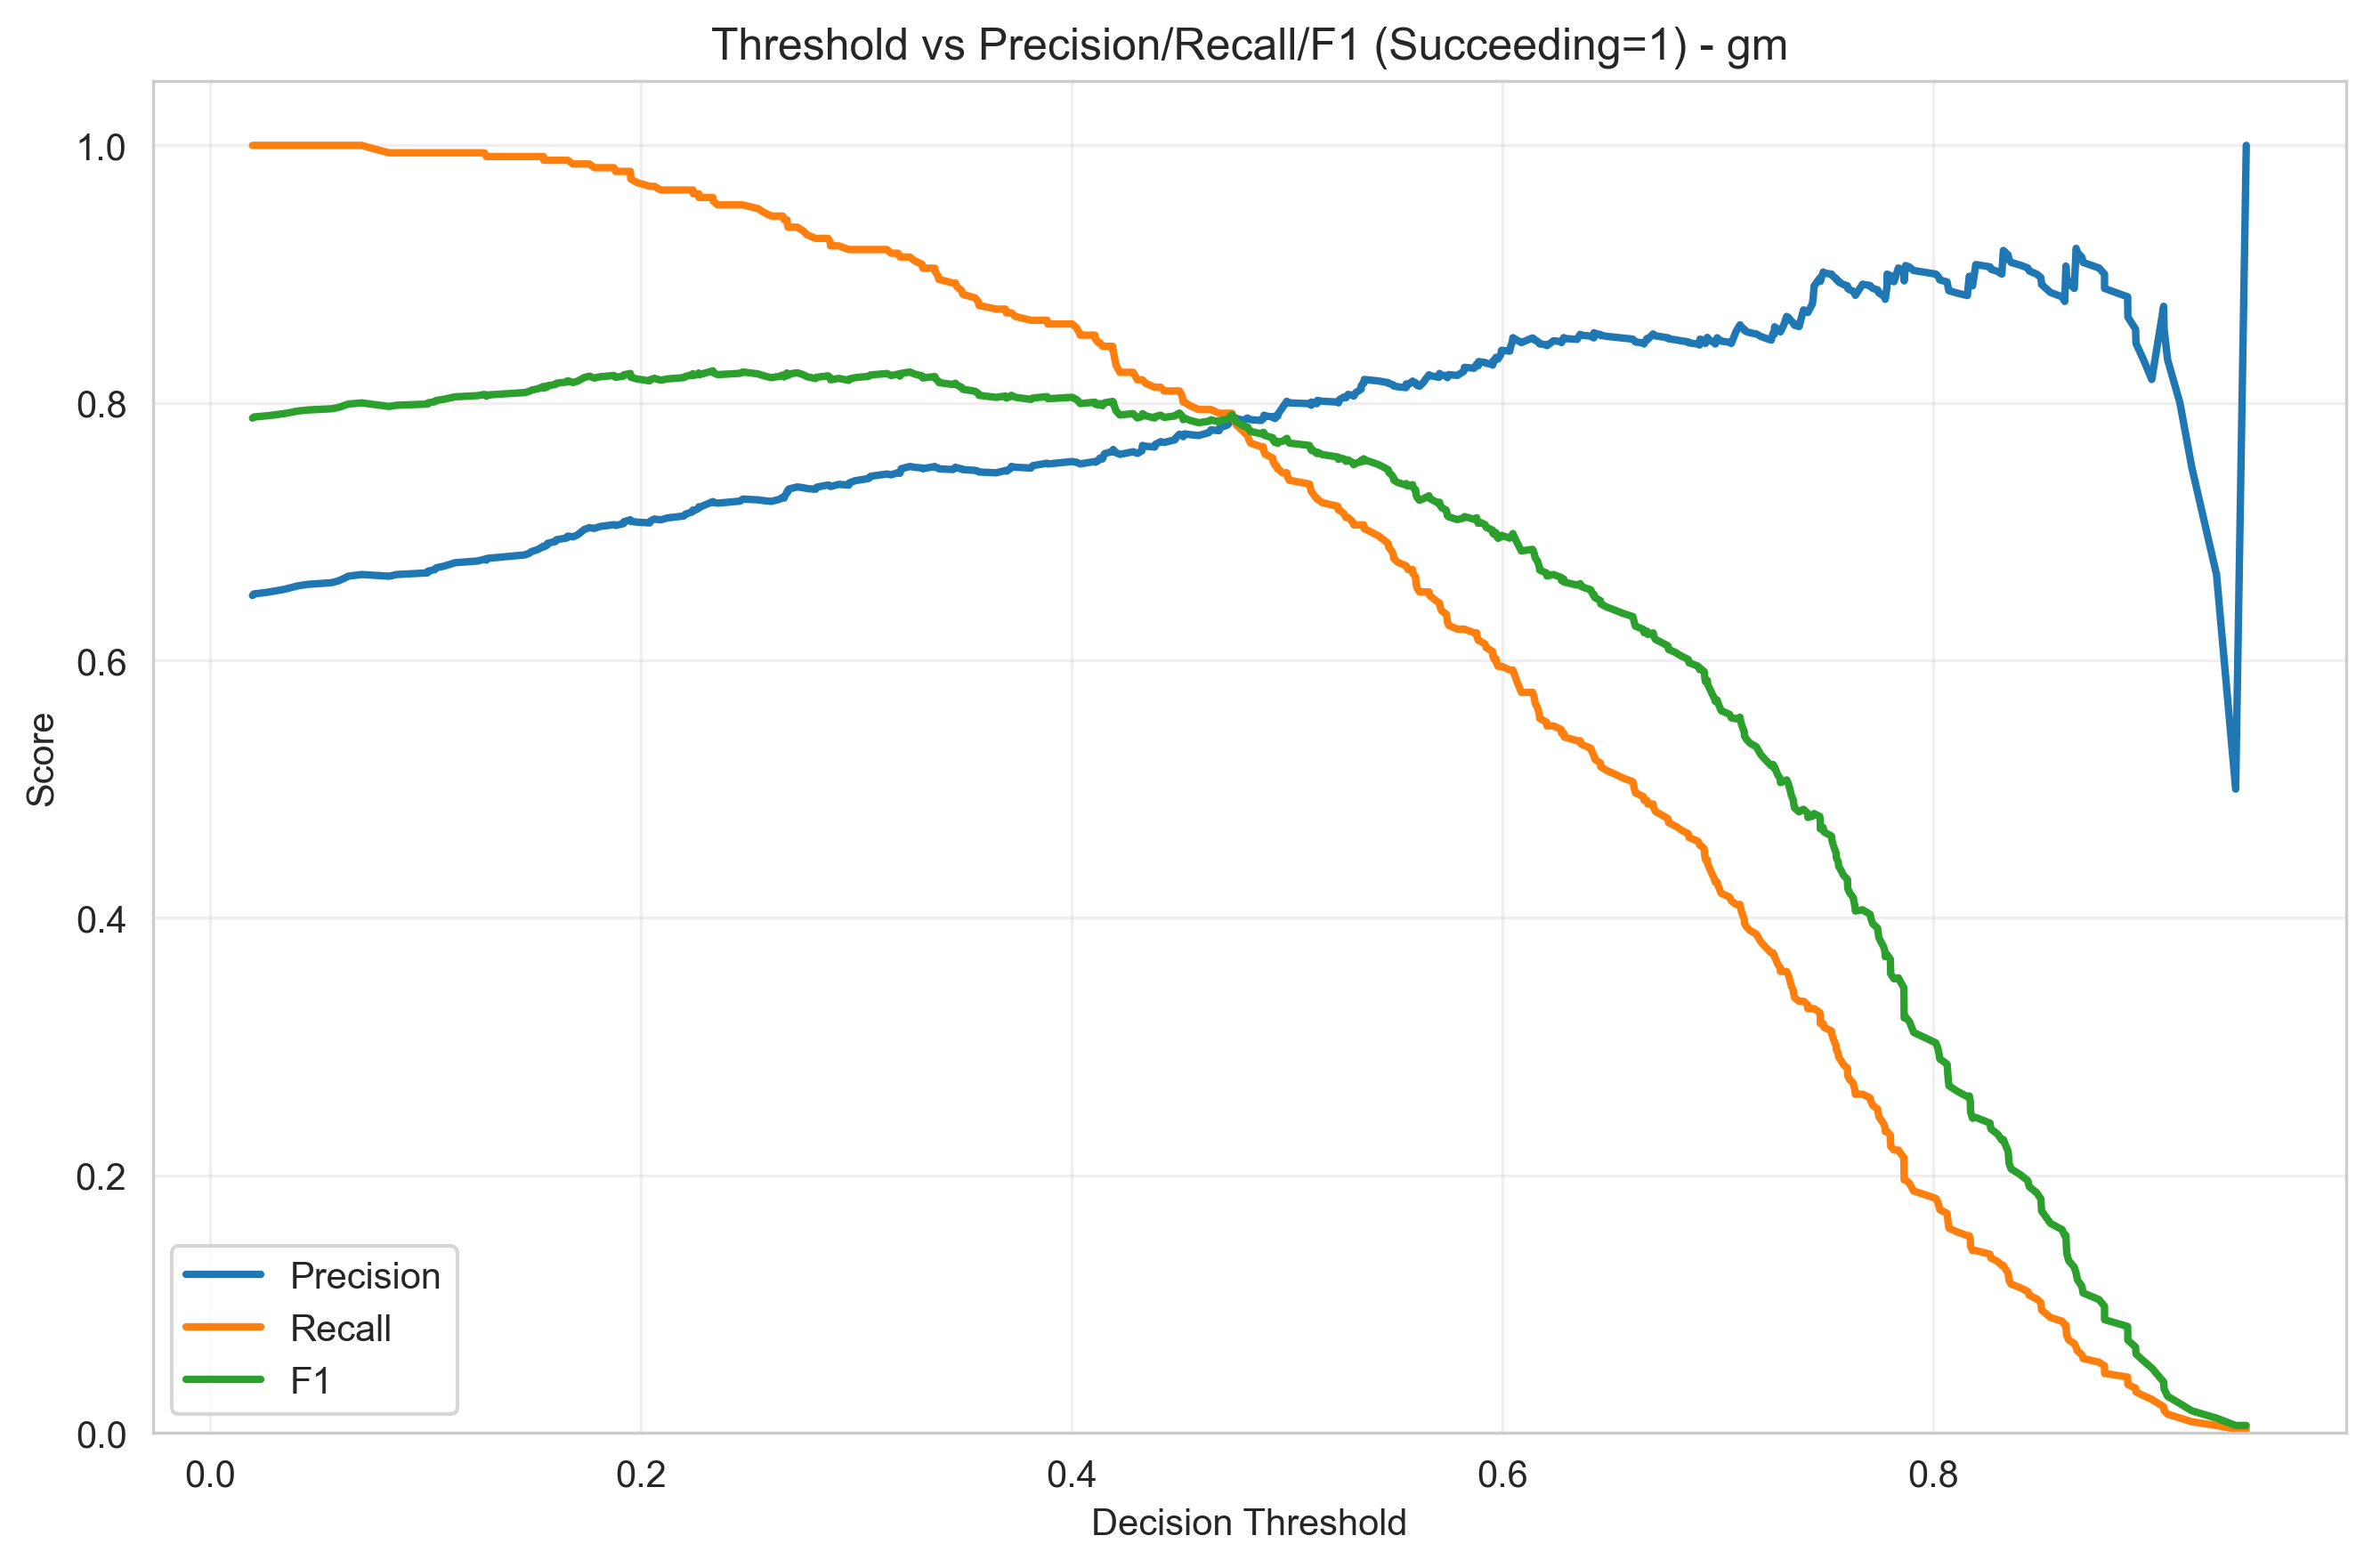 Threshold vs Precision/Recall/F1 (Succeeding=1) - gm
1.0
0.8
0.6
0.4
0.2
0.0
Score
Precision
Recall
F1
0.0 0.2 0.4 0.6 0.8
Decision Threshold